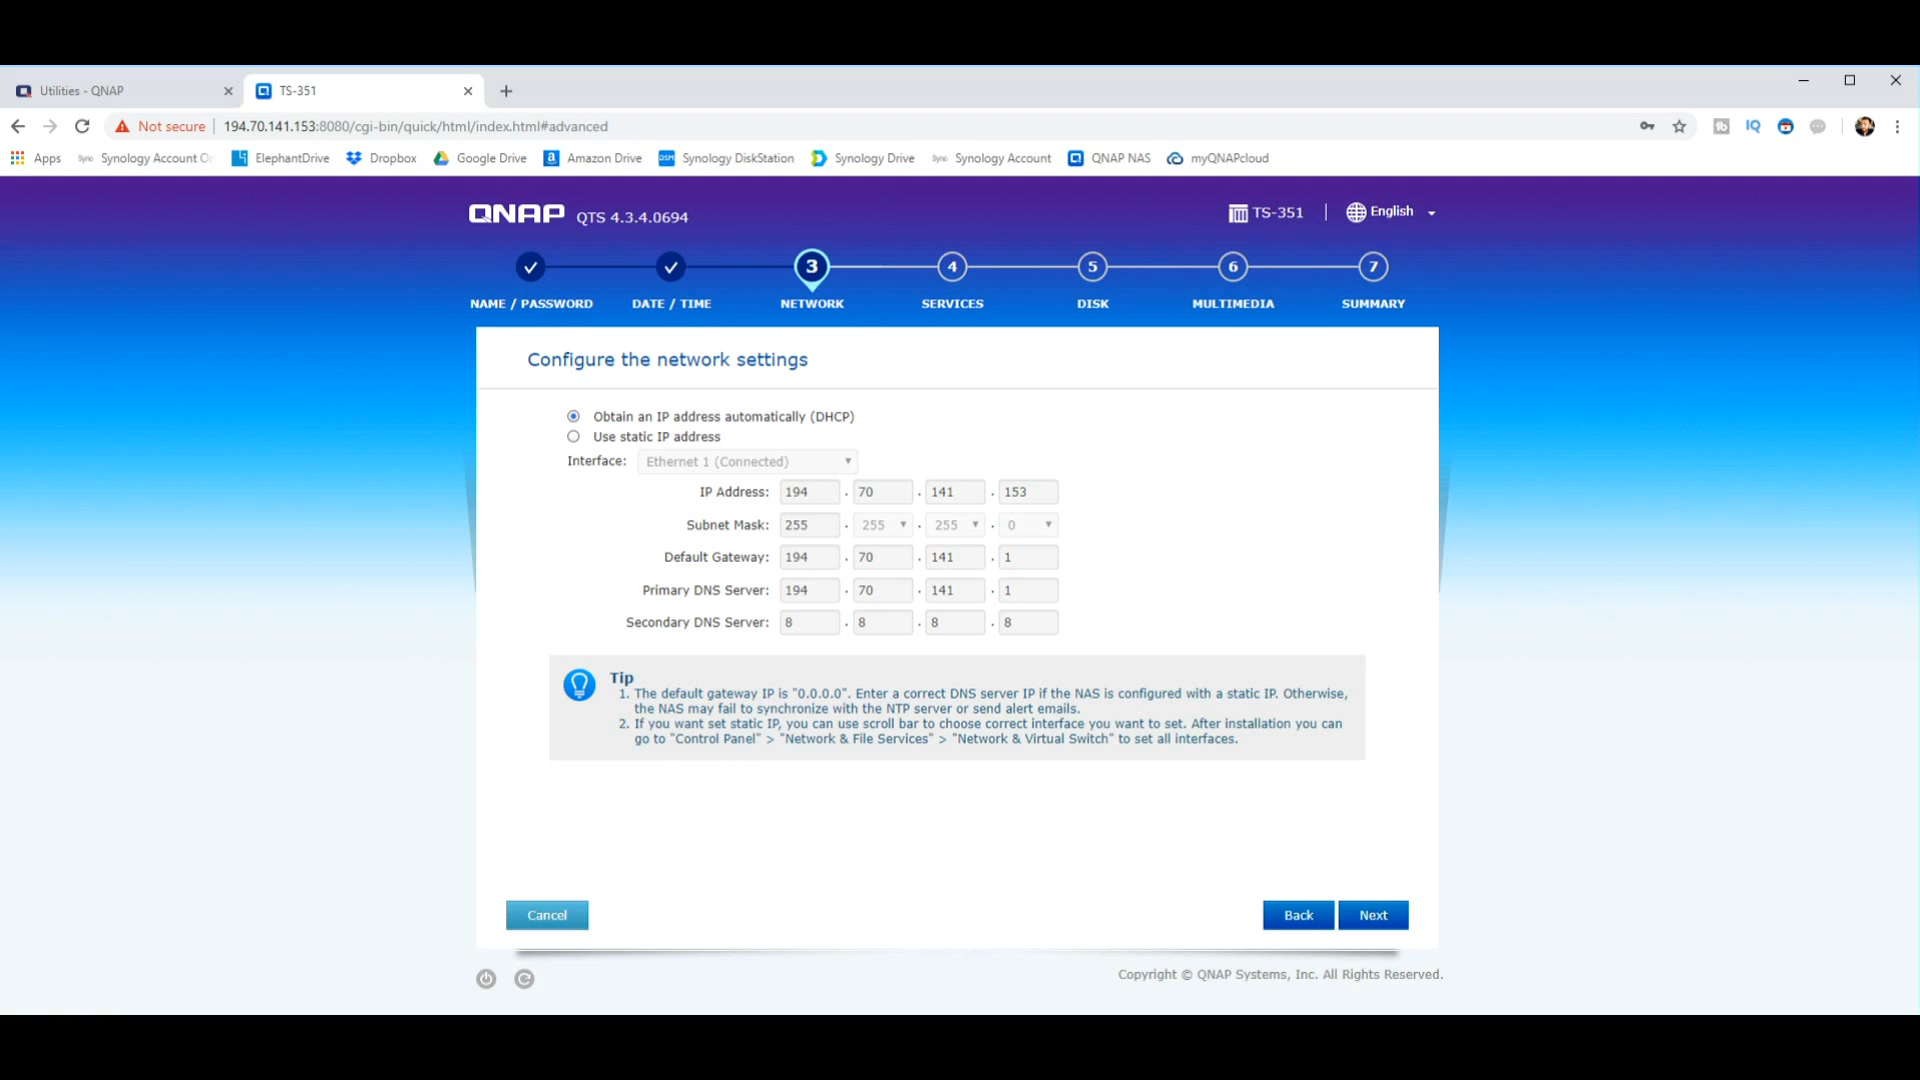 Utilities - QNAP
TS-351
Not secure 194.70.141.153:8080/cgi-bin/quick/html/index.html#advanced
IQ
Apps Synology Account Or ElephantDrive Dropbox Google Drive Amazon Drive Synology DiskStation Synology Drive Synology Account QNAP NAS myQNAPcloud
QNAP QTS 4.3.4.0694 TS-351 English
3 4 5 6 7
NAME / PASSWORD DATE / TIME NETWORK SERVICES DISK MULTIMEDIA SUMMARY
Configure the network settings
Obtain an IP address automatically (DHCP)
Use static IP address
Interface: Ethernet 1 (Connected)
IP Address: 194 . 70 . 141 . 153
Subnet Mask: 255 . 255 . 255 . 0
Default Gateway: 194 . 70 . 141 . 1
Primary DNS Server: 194 . 70 . 141 . 1
Secondary DNS Server: 8 . 8 . 8 . 8
Tip
1. The default gateway IP is "0.0.0.0". Enter a correct DNS server IP if the NAS is configured with a static IP. Otherwise,
the NAS may fail to synchronize with the NTP server or send alert emails.
2. If you want set static IP, you can use scroll bar to choose correct interface you want to set. After installation you can
go to "Control Panel" > "Network & File Services" > "Network & Virtual Switch" to set all interfaces.
Cancel Back Next
Copyright © QNAP Systems, Inc. All Rights Reserved.